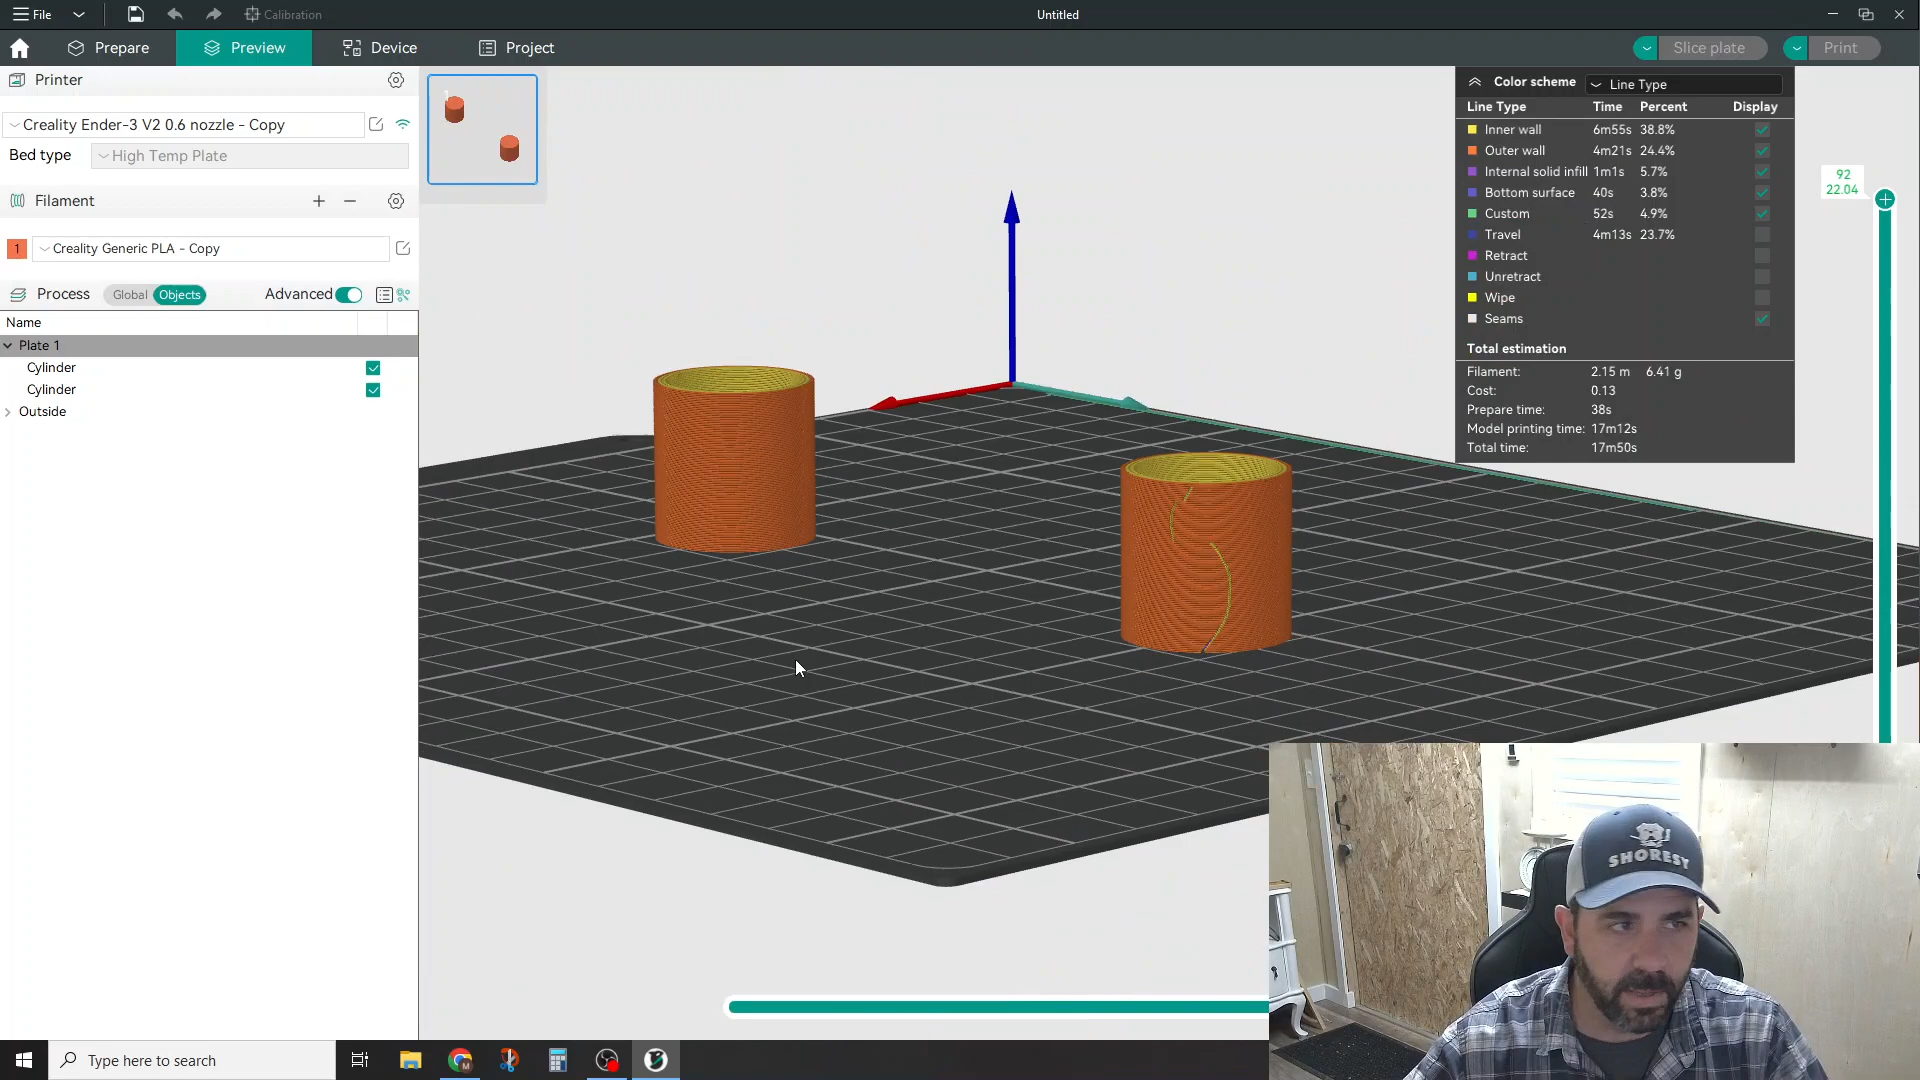 File
Calibration
Untitled
Prepare
Preview
Device
Project
Slice plate
Print
Printer
Creality Ender-3 V2 0.6 nozzle - Copy
Bed type
High Temp Plate
Filament
1
Creality Generic PLA - Copy
Process
Global
Objects
Advanced
Name
Plate 1
Cylinder
Cylinder
Outside
1
Color scheme
Line Type
Line Type Time Percent Display
Inner wall 6m55s 38.8%
Outer wall 4m21s 24.4%
Internal solid infill 1m1s 5.7%
Bottom surface 40s 3.8%
Custom 52s 4.9%
Travel 4m13s 23.7%
Retract
Unretract
Wipe
Seams
Total estimation
Filament: 2.15 m 6.41 g
Cost: 0.13
Prepare time: 38s
Model printing time: 17m12s
Total time: 17m50s
92
22.04
SHORESY
Type here to search